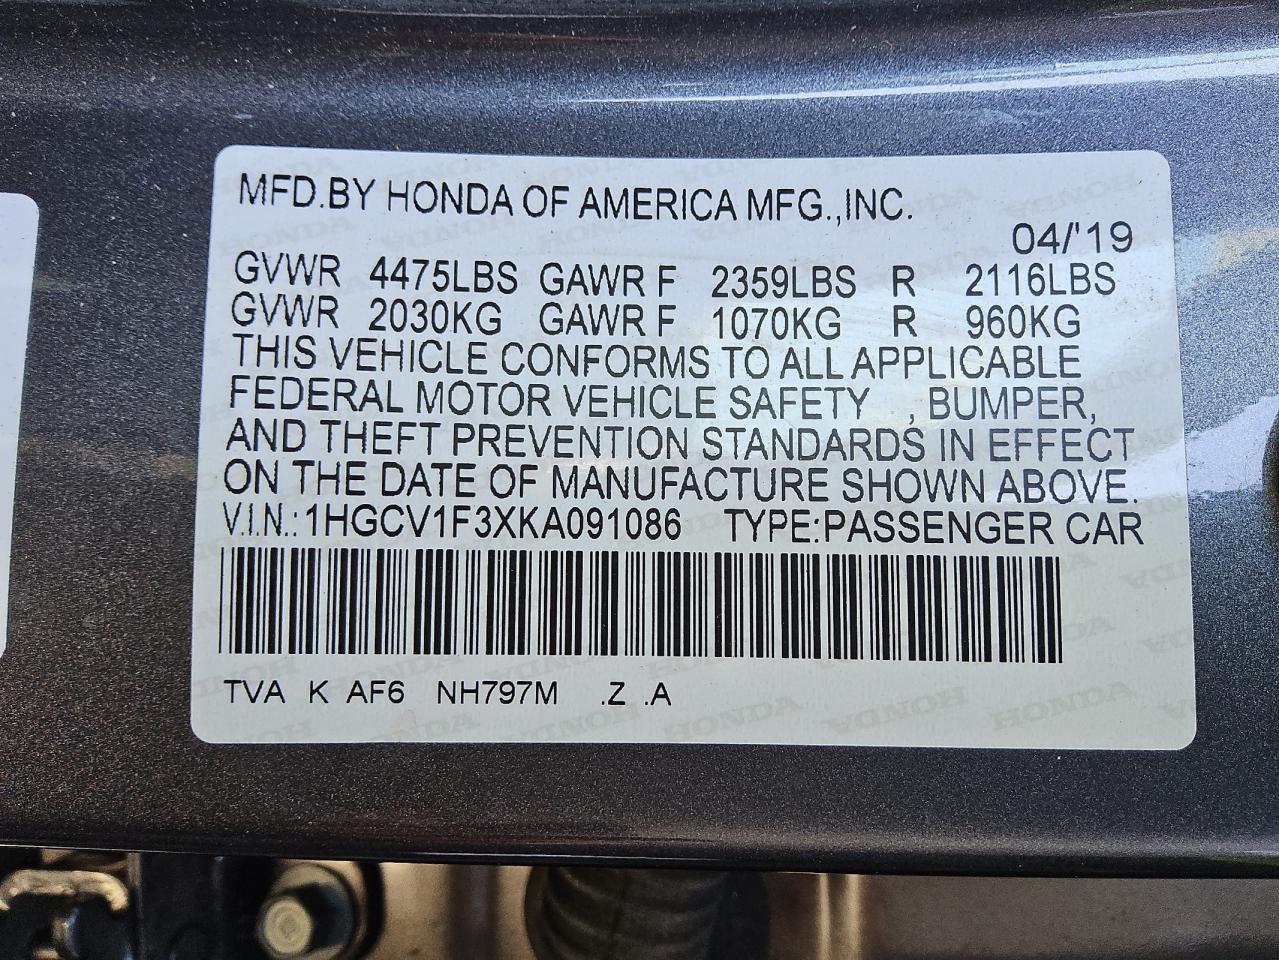 MFD.BY HONDA OF AMERICA MFG.,INC.
04/'19
GVWR 4475LBS GAWR F 2359LBS R 2116LBS
GVWR 2030KG GAWR F 1070KG R 960KG
THIS VEHICLE CONFORMS TO ALL APPLICABLE
FEDERAL MOTOR VEHICLE SAFETY , BUMPER,
AND THEFT PREVENTION STANDARDS IN EFFECT
ON THE DATE OF MANUFACTURE SHOWN ABOVE.
V.I.N.:1HGCV1F3XKA091086 TYPE:PASSENGER CAR
TVA K AF6 NH797M .Z .A